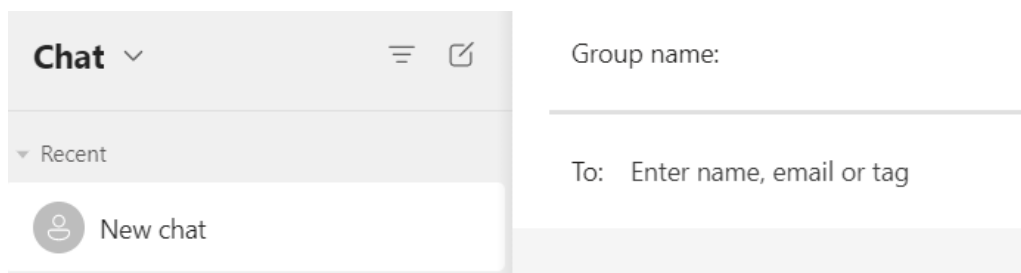 Chat
Recent
New chat
Group name:
To: Enter name, email or tag